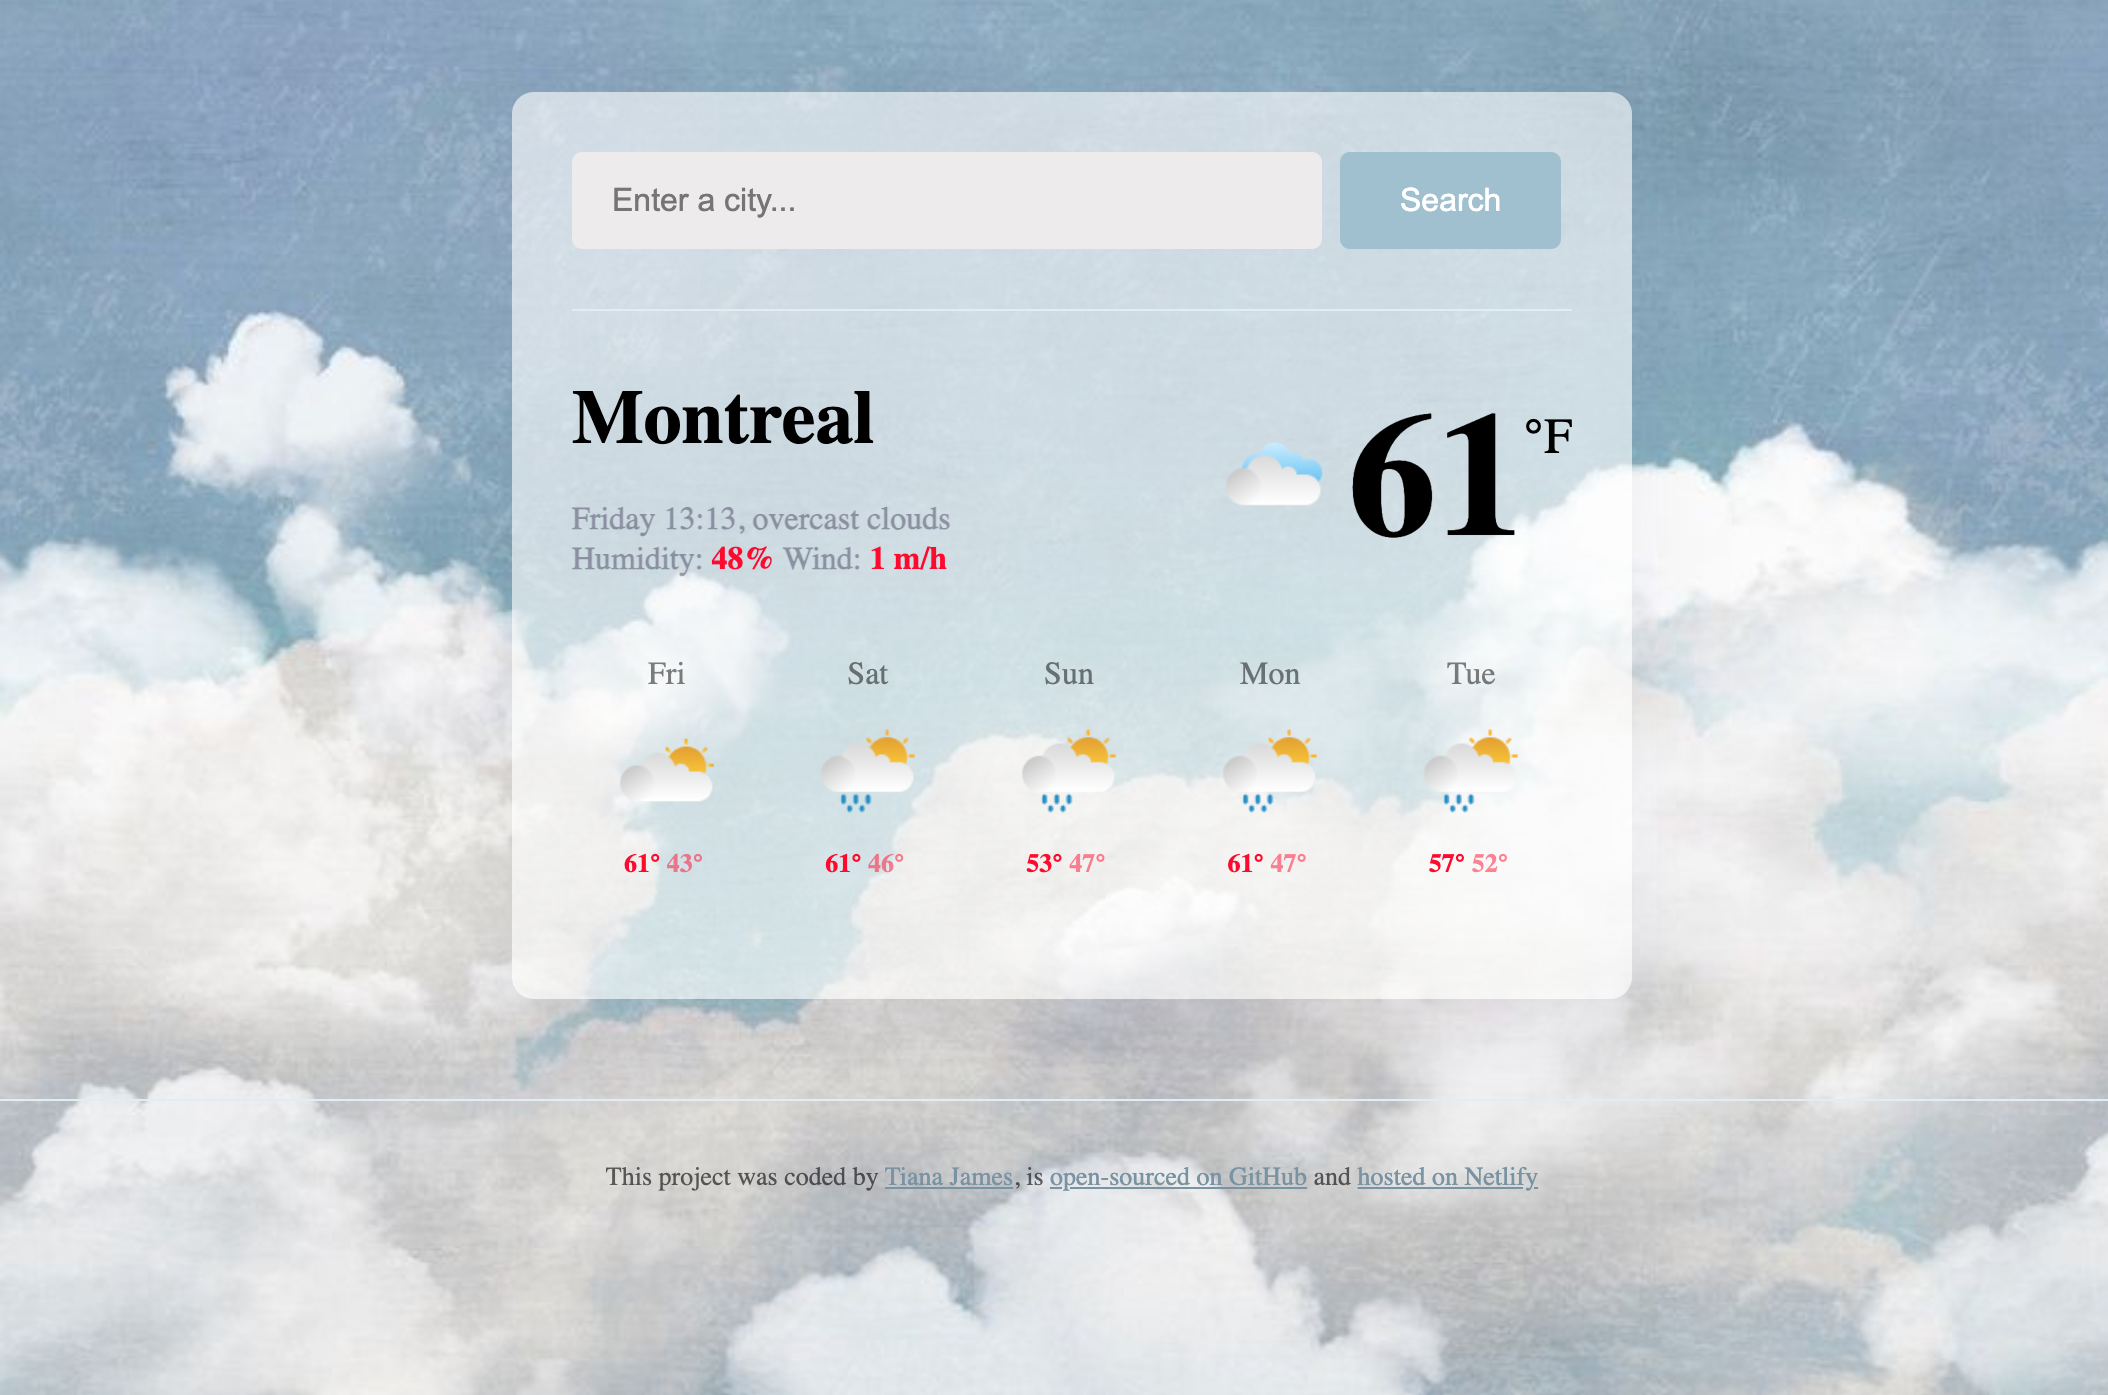 Enter a city...
Search
Montreal
61 °F
Friday 13:13, overcast clouds
Humidity: 48% Wind: 1 m/h
Fri Sat Sun Mon Tue
61° 43° 61° 46° 53° 47° 61° 47° 57° 52°
This project was coded by Tiana James, is open-sourced on GitHub and hosted on Netlify